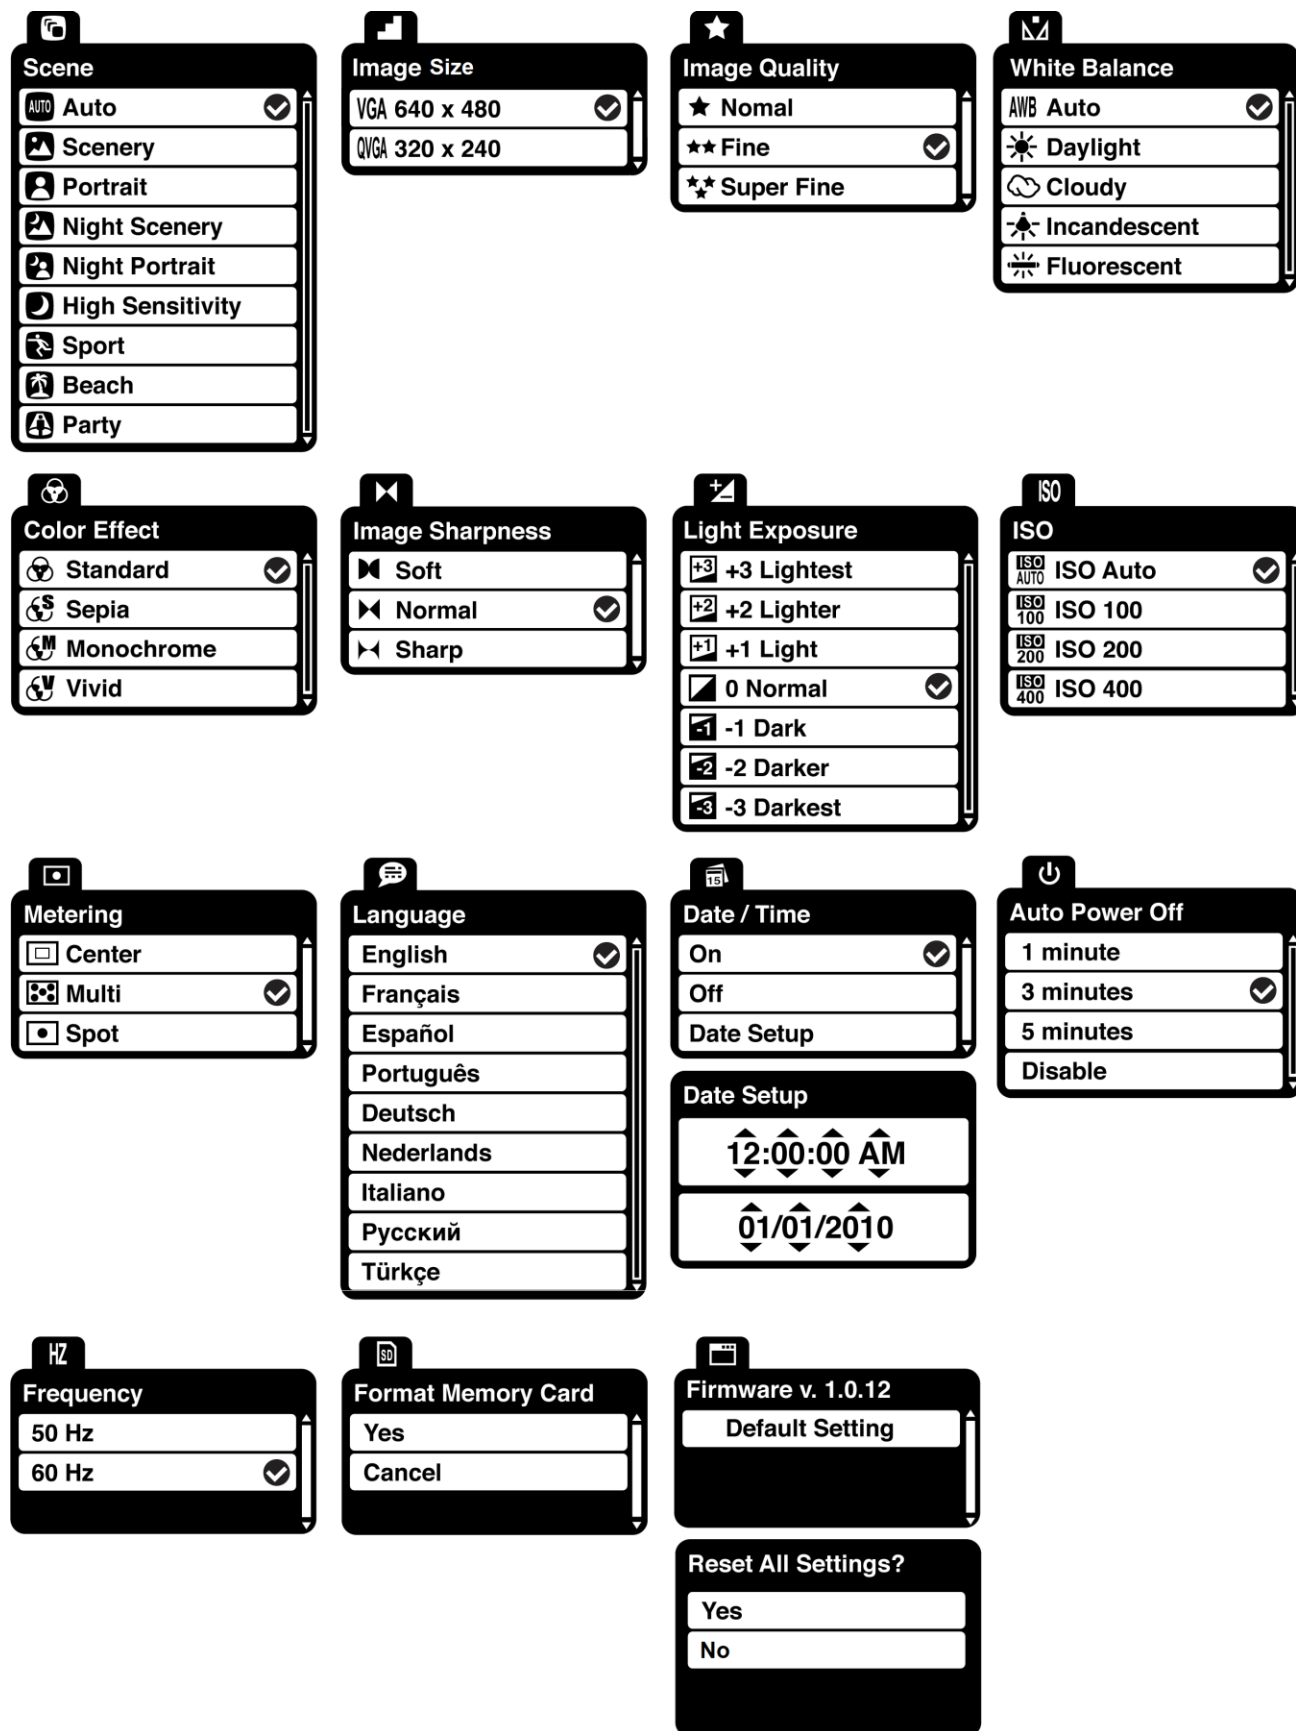 Scene
AUTO Auto
Scenery
Portrait
Night Scenery
Night Portrait
High Sensitivity
Sport
Beach
Party
Image Size
VGA 640 x 480
QVGA 320 x 240
Image Quality
Nomal
Fine
Super Fine
White Balance
AWB Auto
Daylight
Cloudy
Incandescent
Fluorescent
Color Effect
Standard
S Sepia
M Monochrome
V Vivid
Image Sharpness
Soft
Normal
Sharp
Light Exposure
+3 +3 Lightest
+2 +2 Lighter
+1 +1 Light
0 Normal
-1 -1 Dark
-2 -2 Darker
-3 -3 Darkest
ISO
ISO
ISO AUTO ISO Auto
ISO 100 ISO 100
ISO 200 ISO 200
ISO 400 ISO 400
Metering
Center
Multi
Spot
Language
English
Français
Español
Português
Deutsch
Nederlands
Italiano
Русский
Türkçe
15
Date / Time
On
Off
Date Setup
Date Setup
12:00:00 AM
01/01/2010
Auto Power Off
1 minute
3 minutes
5 minutes
Disable
HZ
Frequency
50 Hz
60 Hz
SD
Format Memory Card
Yes
Cancel
Firmware v. 1.0.12
Default Setting
Reset All Settings?
Yes
No